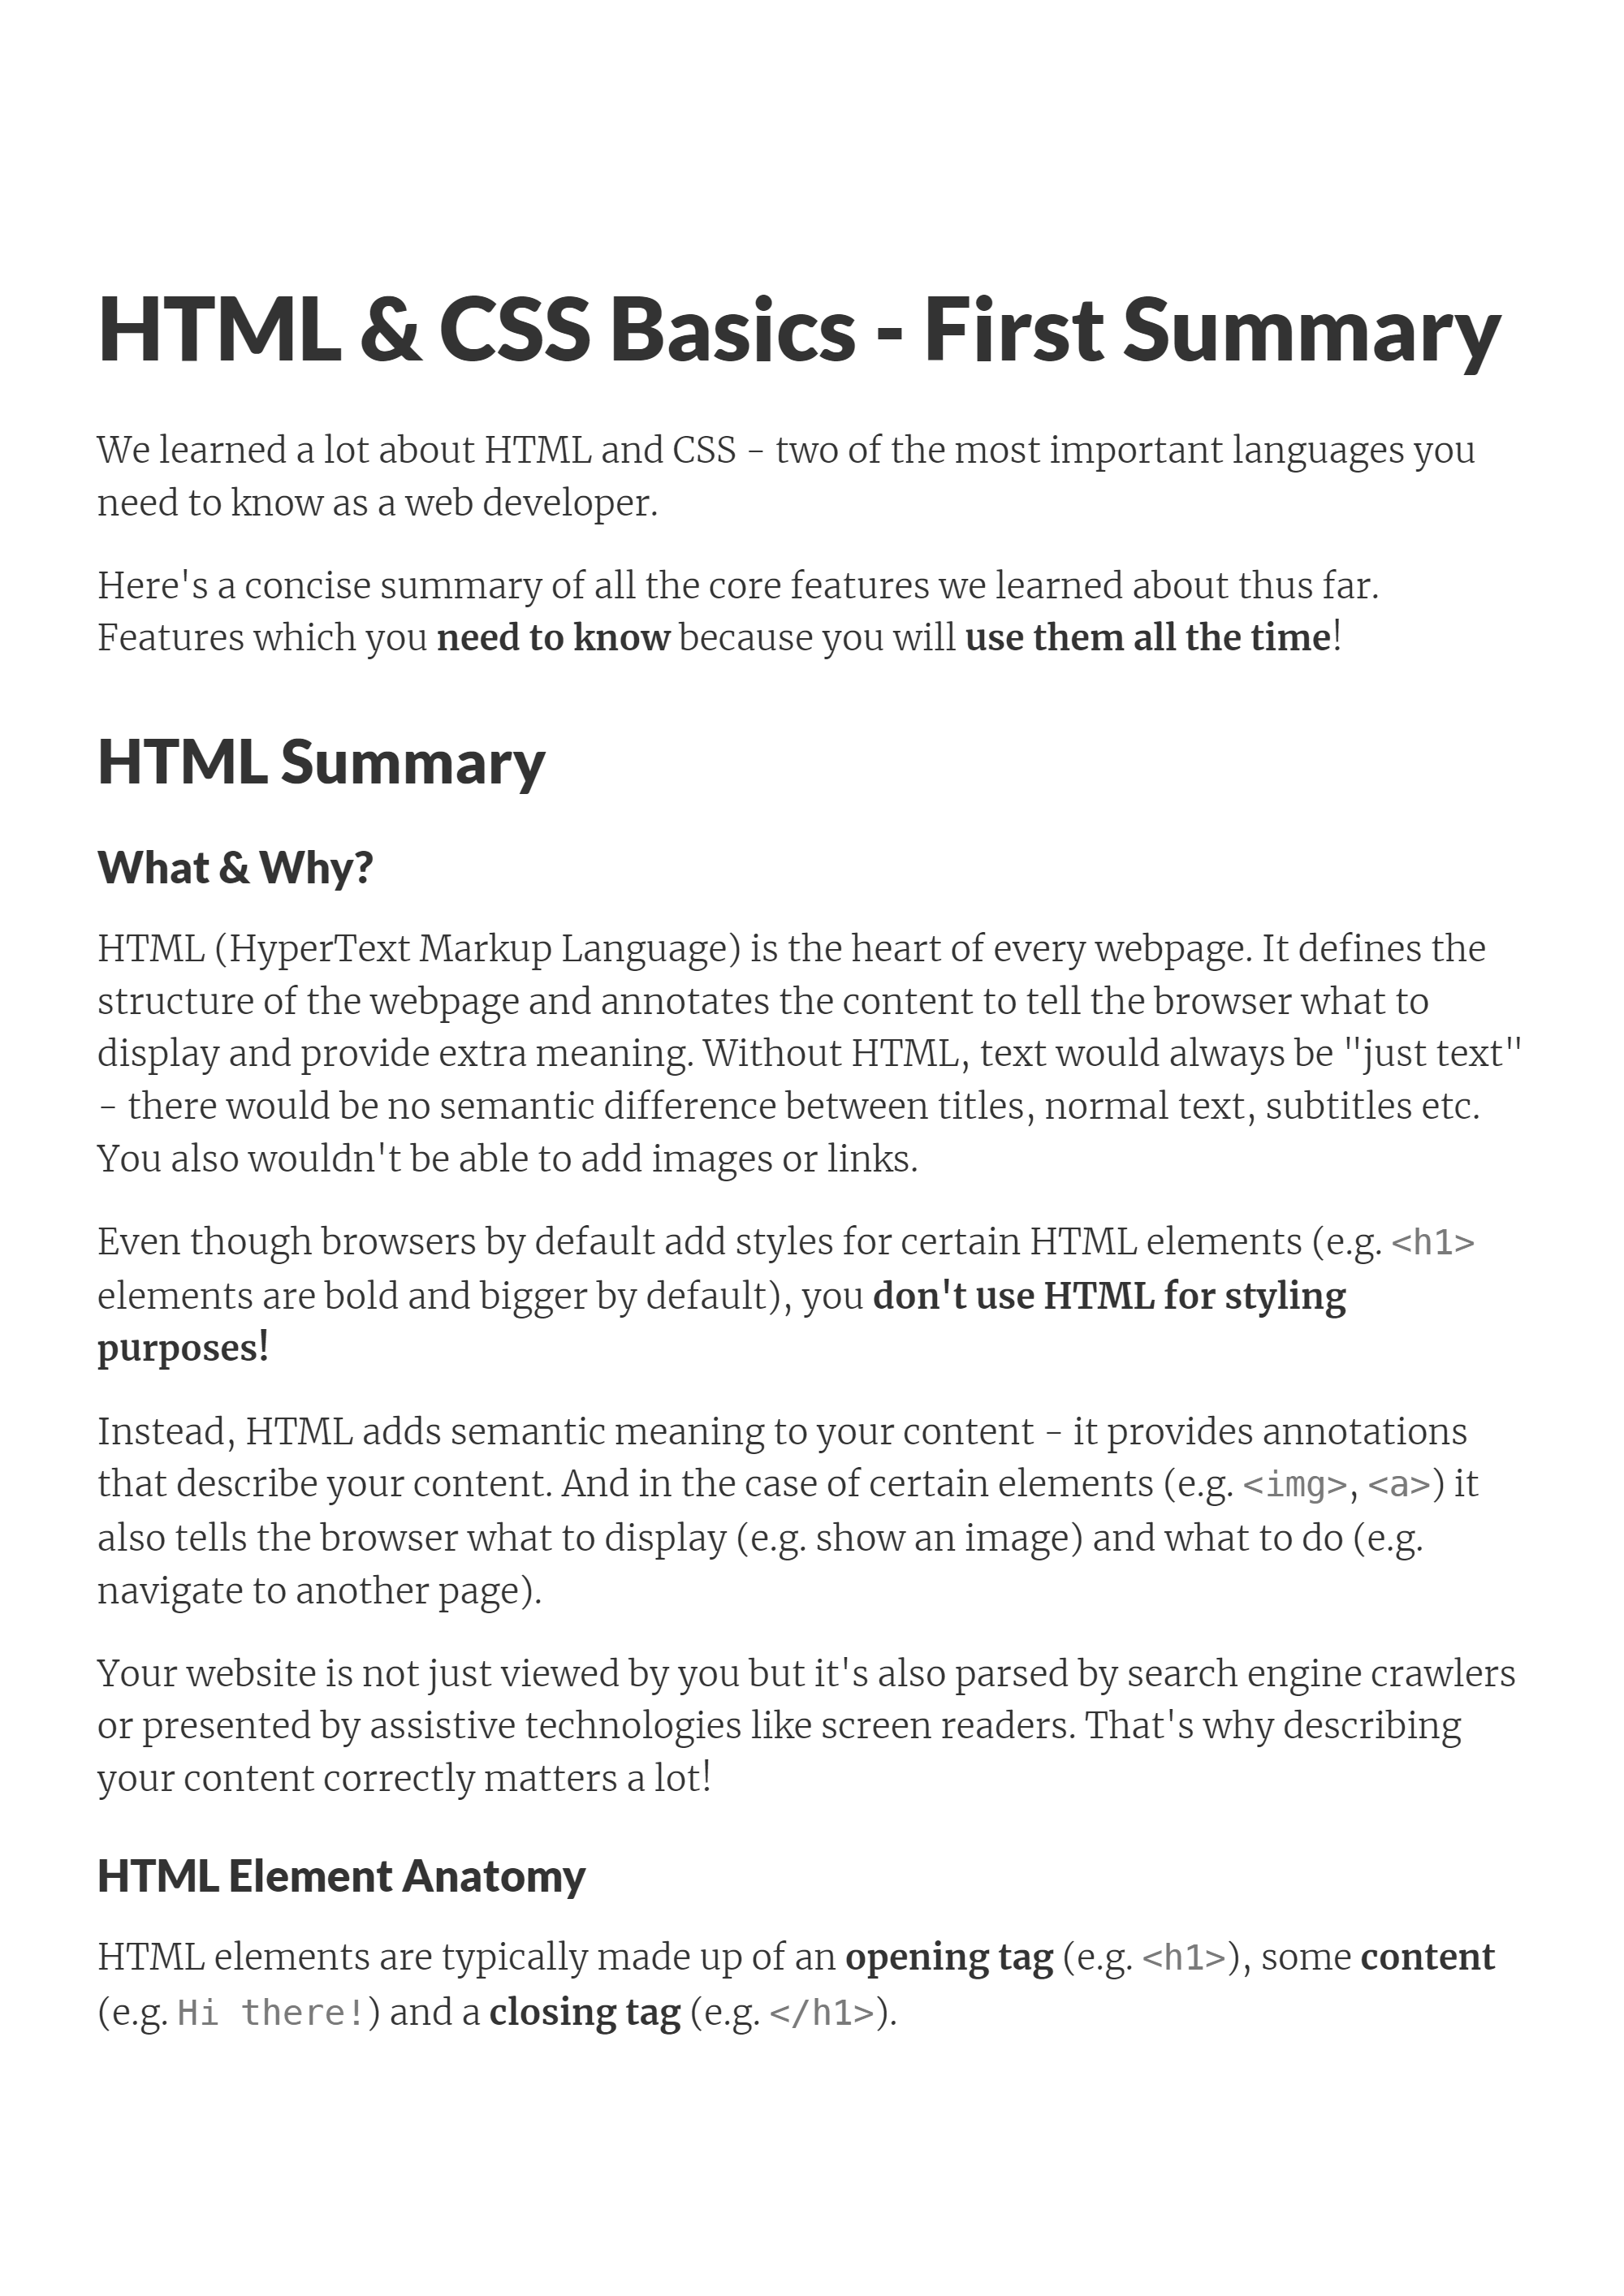 HTML & CSS Basics - First Summary
We learned a lot about HTML and CSS - two of the most important languages you
need to know as a web developer.
Here's a concise summary of all the core features we learned about thus far.
Features which you need to know because you will use them all the time!
HTML Summary
What & Why?
HTML (HyperText Markup Language) is the heart of every webpage. It defines the
structure of the webpage and annotates the content to tell the browser what to
display and provide extra meaning. Without HTML, text would always be "just text"
- there would be no semantic difference between titles, normal text, subtitles etc.
You also wouldn't be able to add images or links.
Even though browsers by default add styles for certain HTML elements (e.g. <h1>
elements are bold and bigger by default), you don't use HTML for styling
purposes!
Instead, HTML adds semantic meaning to your content - it provides annotations
that describe your content. And in the case of certain elements (e.g. <img>, <a>) it
also tells the browser what to display (e.g. show an image) and what to do (e.g.
navigate to another page).
Your website is not just viewed by you but it's also parsed by search engine crawlers
or presented by assistive technologies like screen readers. That's why describing
your content correctly matters a lot!
HTML Element Anatomy
HTML elements are typically made up of an opening tag (e.g. <h1>), some content
(e.g. Hi there!) and a closing tag (e.g. </h1>).